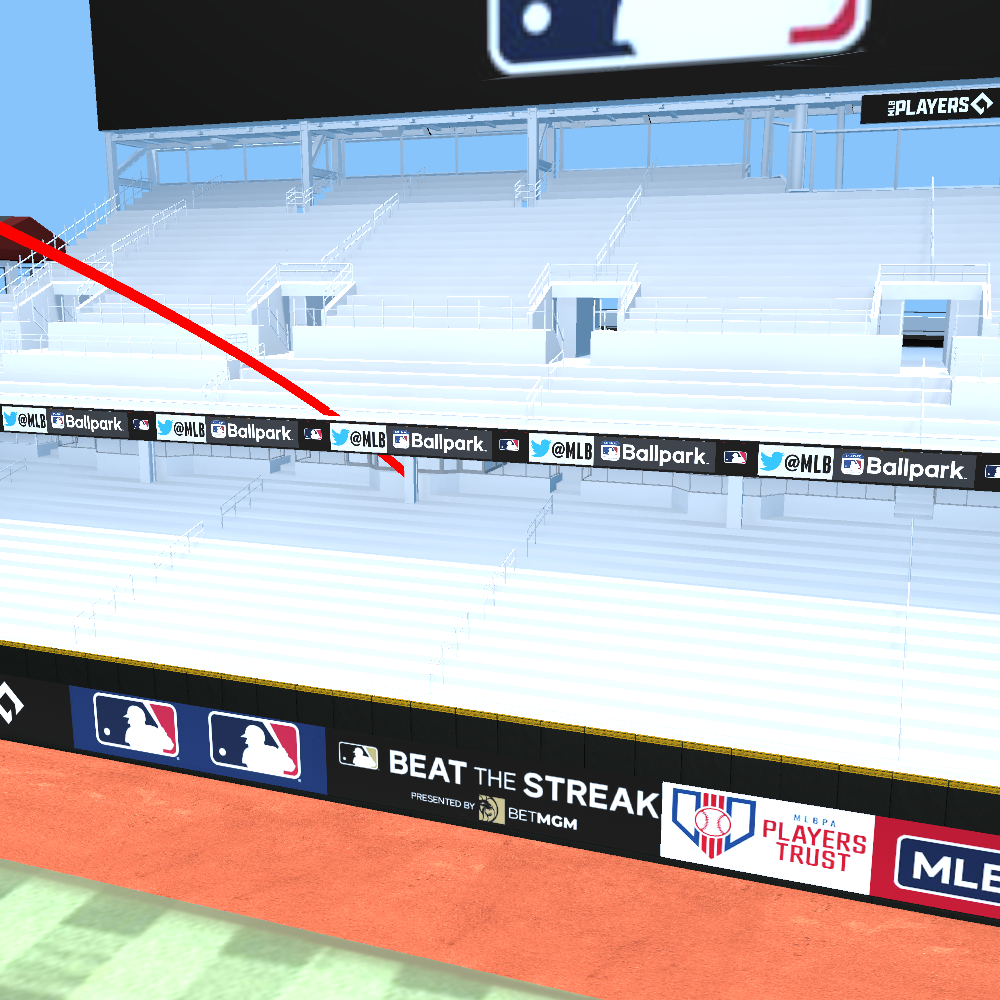 MLB PLAYERS
@MLB Ballpark @MLB Ballpark @MLB Ballpark @MLB Ballpark @MLB Ballpark
BEAT THE STREAK
PRESENTED BY BETMGM
MLBPA
PLAYERS
TRUST
MLB